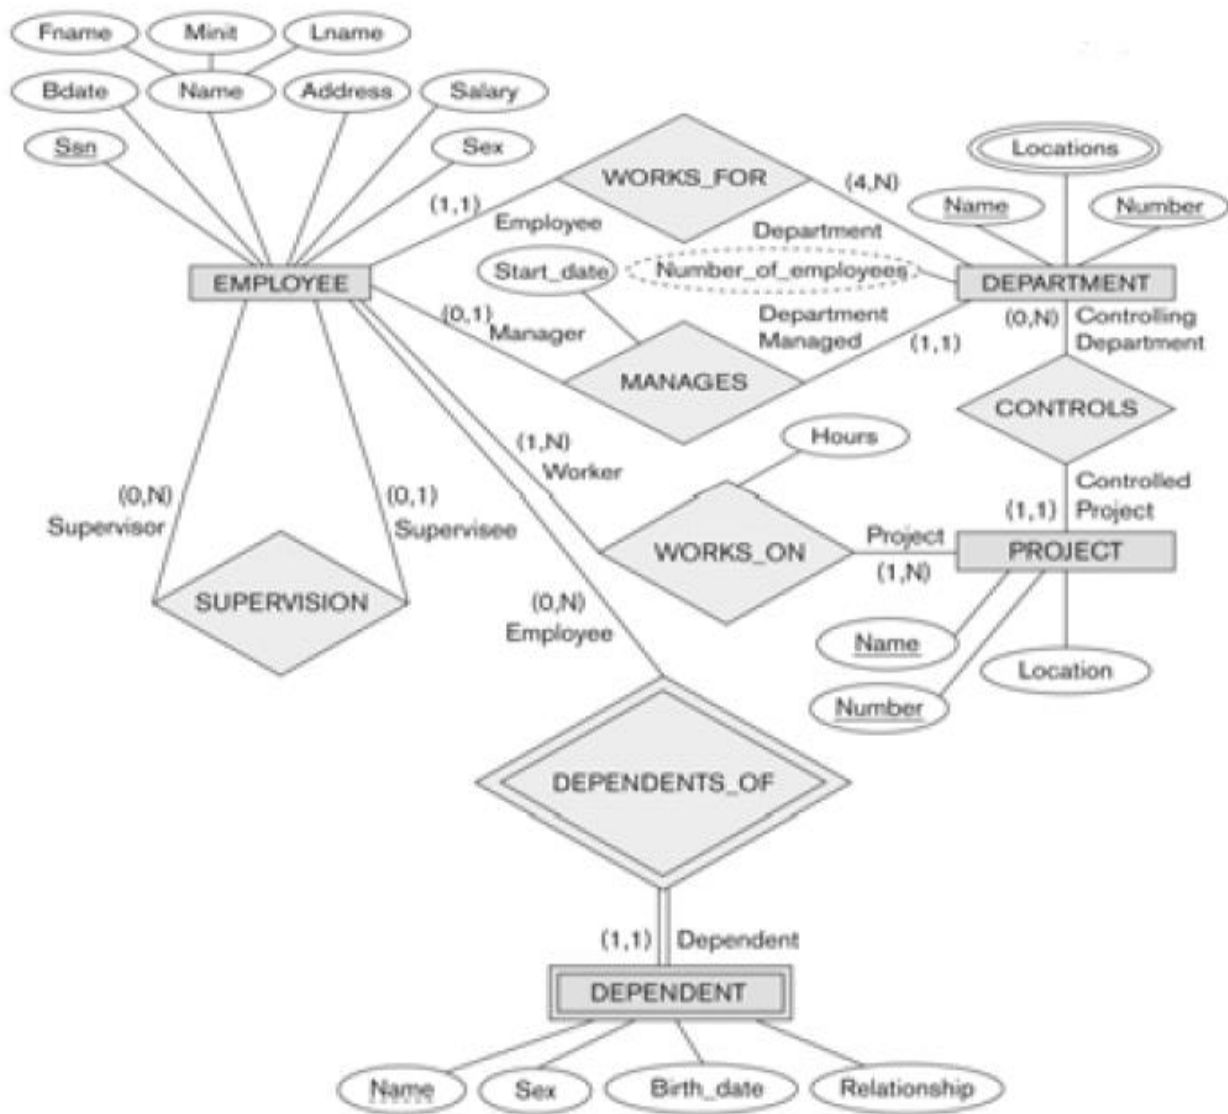 Fname Minit Lname
Bdate Name Address Salary
Ssn Sex
WORKS_FOR
Locations
(1,1)
Employee
(4,N)
Department
Name Number
EMPLOYEE
Start_date
Number_of_employees
DEPARTMENT
(0,1)
Manager
Department
Managed
(1,1)
(0,N)
Controlling
Department
MANAGES
CONTROLS
Hours
(1,N)
Worker
(0,N)
Supervisor
(0,1)
Supervisee
Controlled
Project
(1,1)
WORKS_ON
Project
(1,N)
PROJECT
SUPERVISION
(0,N)
Employee
Name
Location
Number
DEPENDENTS_OF
(1,1)
Dependent
DEPENDENT
Name Sex Birth_date Relationship